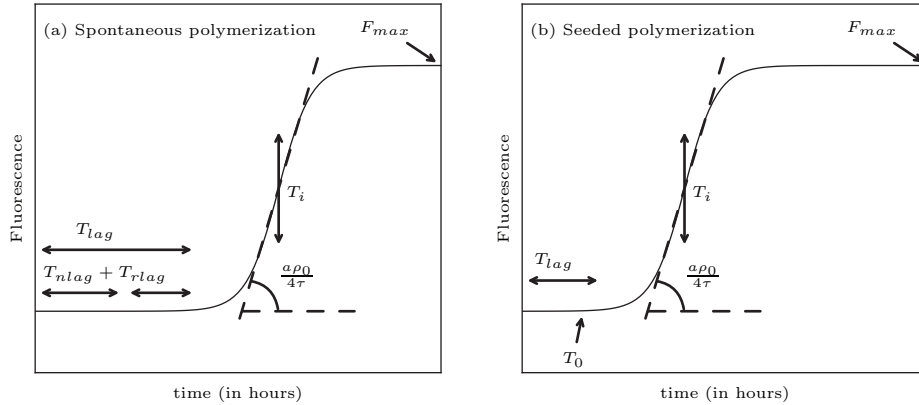 (a) Spontaneous polymerization
F_max
T_i
T_lag
T_nlag + T_rlag
aρ_0/4τ
Fluorescence
time (in hours)
(b) Seeded polymerization
F_max
T_i
T_lag
aρ_0/4τ
T_0
Fluorescence
time (in hours)